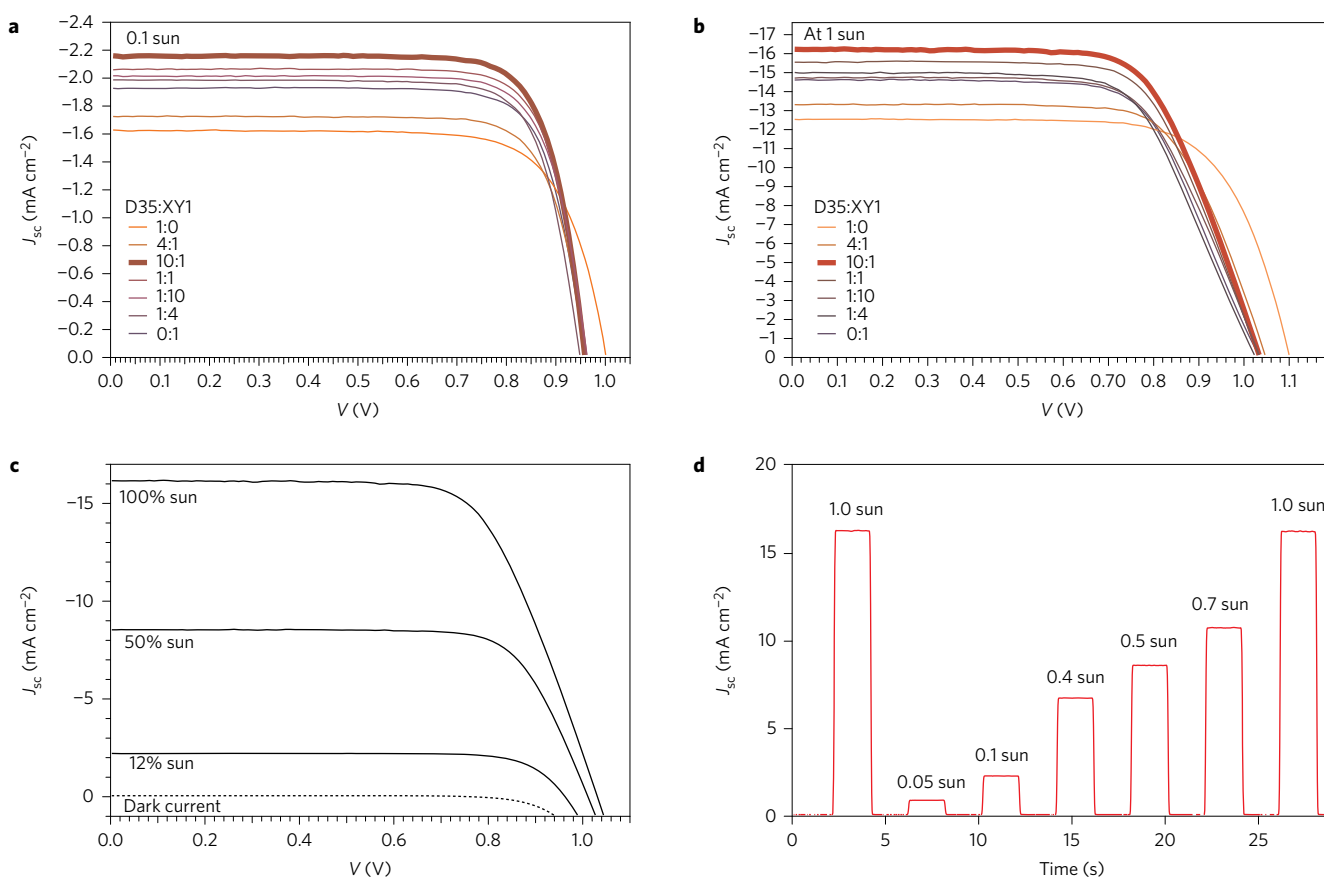 a
0.1 sun
−2.4
−2.2
−2.0
−1.8
−1.6
−1.4
−1.2
−1.0
−0.8
−0.6
−0.4
−0.2
0.0
J_sc (mA cm⁻²)
D35:XY1
1:0
4:1
10:1
1:1
1:10
1:4
0:1
0.0 0.1 0.2 0.3 0.4 0.5 0.6 0.7 0.8 0.9 1.0
V (V)
b
At 1 sun
−17
−16
−15
−14
−13
−12
−10
−9
−8
−7
−6
−5
−4
−3
−2
−1
0
J_sc (mA cm⁻²)
D35:XY1
1:0
4:1
10:1
1:1
1:10
1:4
0:1
0.0 0.1 0.2 0.3 0.4 0.5 0.6 0.70 0.8 0.9 1.0 1.1
V (V)
c
−15
−10
−5
0
J_sc (mA cm⁻²)
100% sun
50% sun
12% sun
Dark current
0.0 0.2 0.4 0.6 0.8 1.0
V (V)
d
20
15
10
5
0
J_sc (mA cm⁻²)
1.0 sun
0.05 sun
0.1 sun
0.4 sun
0.5 sun
0.7 sun
1.0 sun
0 5 10 15 20 25
Time (s)